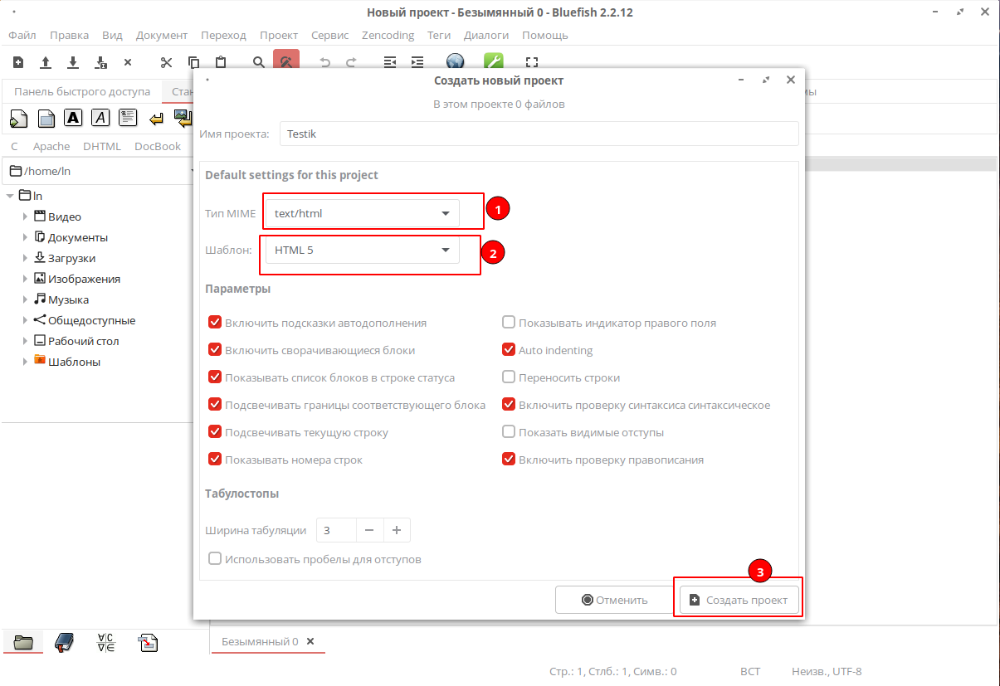 Новый проект - Безымянный 0 - Bluefish 2.2.12
Файл Правка Вид Документ Переход Проект Сервис Zencoding Теги Диалоги Помощь
Панель быстрого доступа Стан
мы
C Apache DHTML DocBook
/home/ln
ln
Видео
Документы
Загрузки
Изображения
Музыка
Общедоступные
Рабочий стол
Шаблоны
Создать новый проект
В этом проекте 0 файлов
Имя проекта: Testik
Default settings for this project
Тип MIME text/html 1
Шаблон: HTML 5 2
Параметры
Включить подсказки автодополнения Показывать индикатор правого поля
Включить сворачивающиеся блоки Auto indenting
Показывать список блоков в строке статуса Переносить строки
Подсвечивать границы соответствующего блока Включить проверку синтаксиса синтаксическое
Подсвечивать текущую строку Показать видимые отступы
Показывать номера строк Включить проверку правописания
Табулостопы
Ширина табуляции 3
Использовать пробелы для отступов
3
Отменить Создать проект
Безымянный 0
Стр.: 1, Стлб.: 1, Симв.: 0 ВСТ Неизв., UTF-8